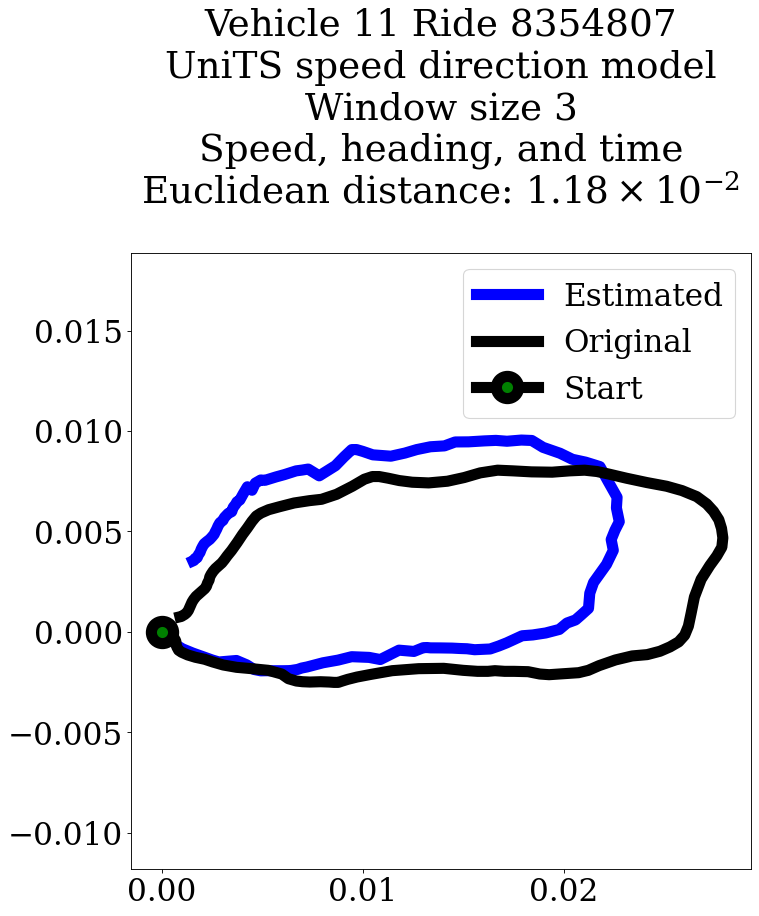 Vehicle 11 Ride 8354807
UniTS speed direction model
Window size 3
Speed, heading, and time
Euclidean distance: 1.18 × 10⁻²
Estimated
Original
Start
0.015
0.010
0.005
0.000
−0.005
−0.010
0.00 0.01 0.02